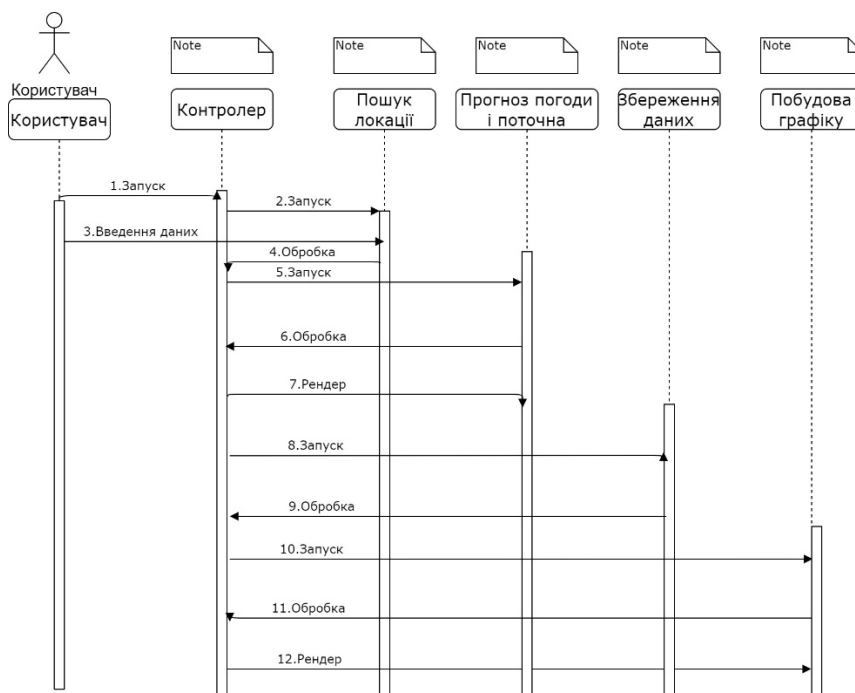 Note
Note
Note
Note
Note
Користувач
Користувач
Контролер
Пошук
локації
Прогноз погоди
і поточна
Збереження
даних
Побудова
графіку
1.Запуск
2.Запуск
3.Введення даних
4.Обробка
5.Запуск
6.Обробка
7.Рендер
8.Запуск
9.Обробка
10.Запуск
11.Обробка
12.Рендер